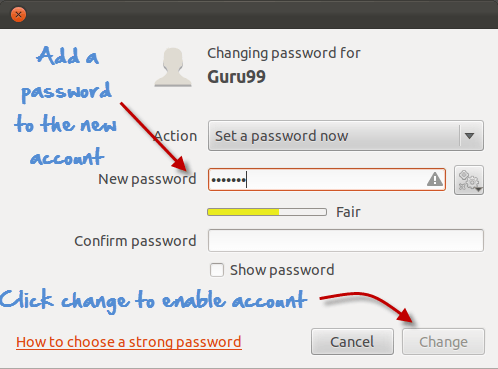 Add a
password
to the new
account
Changing password for
Guru99
Action Set a password now
New password •••••••
Fair
Confirm password
Show password
Click change to enable account
How to choose a strong password Cancel Change